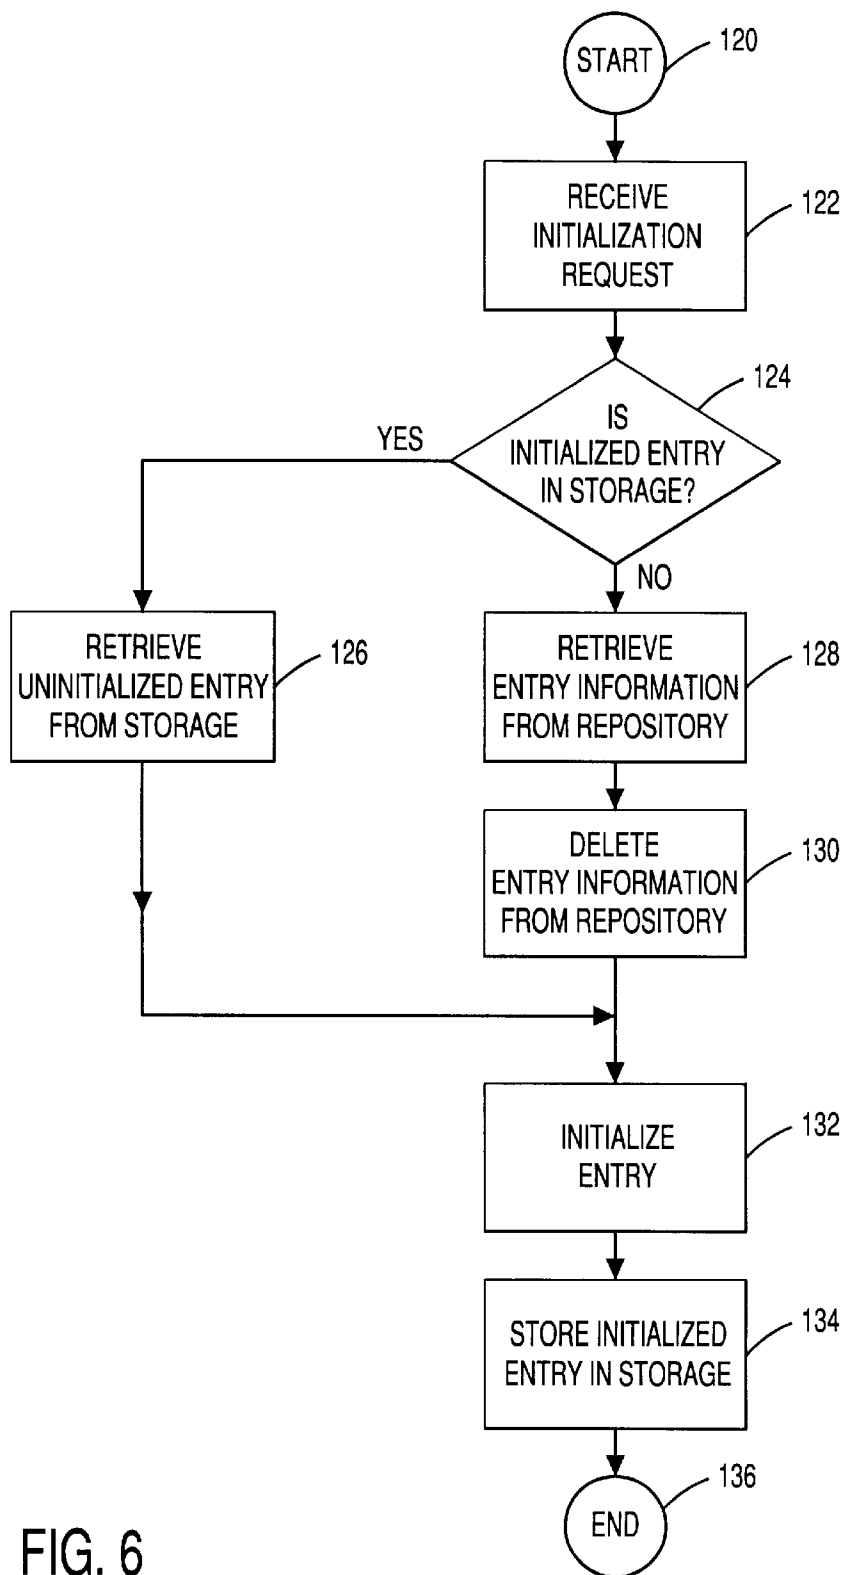 START
120
RECEIVE
INITIALIZATION
REQUEST
122
IS
INITIALIZED ENTRY
IN STORAGE?
124
YES
NO
RETRIEVE
UNINITIALIZED ENTRY
FROM STORAGE
126
RETRIEVE
ENTRY INFORMATION
FROM REPOSITORY
128
DELETE
ENTRY INFORMATION
FROM REPOSITORY
130
INITIALIZE
ENTRY
132
STORE INITIALIZED
ENTRY IN STORAGE
134
END
136
FIG. 6